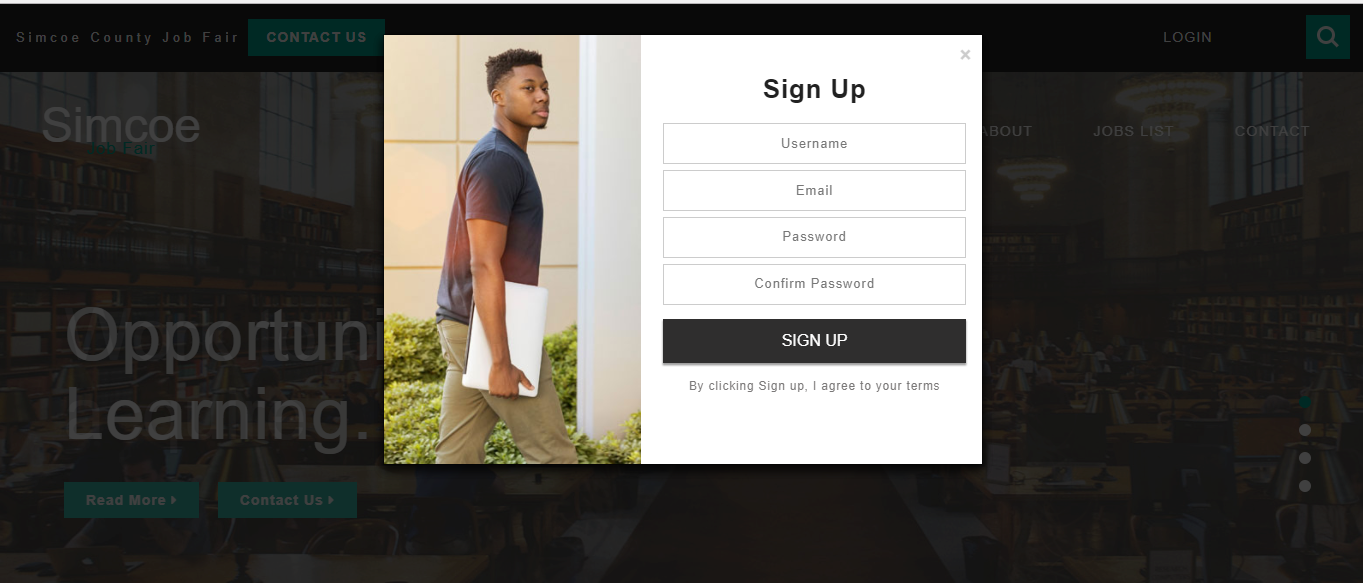 Simcoe County Job Fair
CONTACT US
LOGIN
Simcoe
Job Fair
ABOUT
JOBS LIST
CONTACT
Opportuni
Learning.
Read More
Contact Us
×
Sign Up
Username
Email
Password
Confirm Password
SIGN UP
By clicking Sign up, I agree to your terms